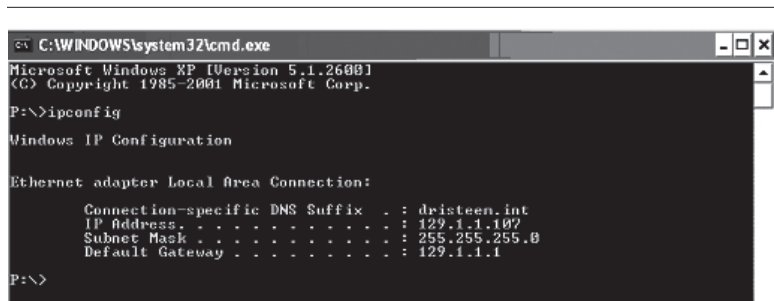 C:\WINDOWS\system32\cmd.exe
Microsoft Windows XP [Version 5.1.2600]
(C) Copyright 1985-2001 Microsoft Corp.
P:\>ipconfig
Windows IP Configuration
Ethernet adapter Local Area Connection:
Connection-specific DNS Suffix . : dristeen.int
IP Address. . . . . . . . . . . . : 129.1.1.107
Subnet Mask . . . . . . . . . . . : 255.255.255.0
Default Gateway . . . . . . . . . : 129.1.1.1
P:\>